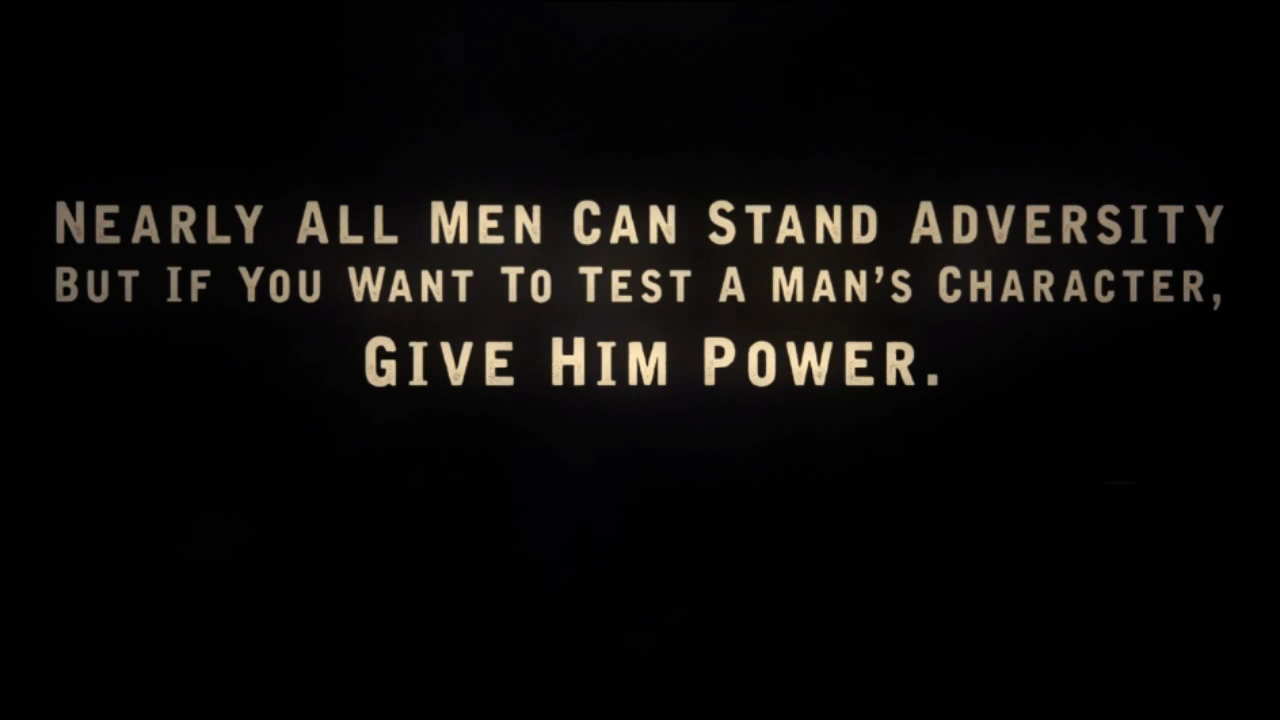 Nearly All Men Can Stand Adversity
But If You Want To Test A Man's Character,
Give Him Power.